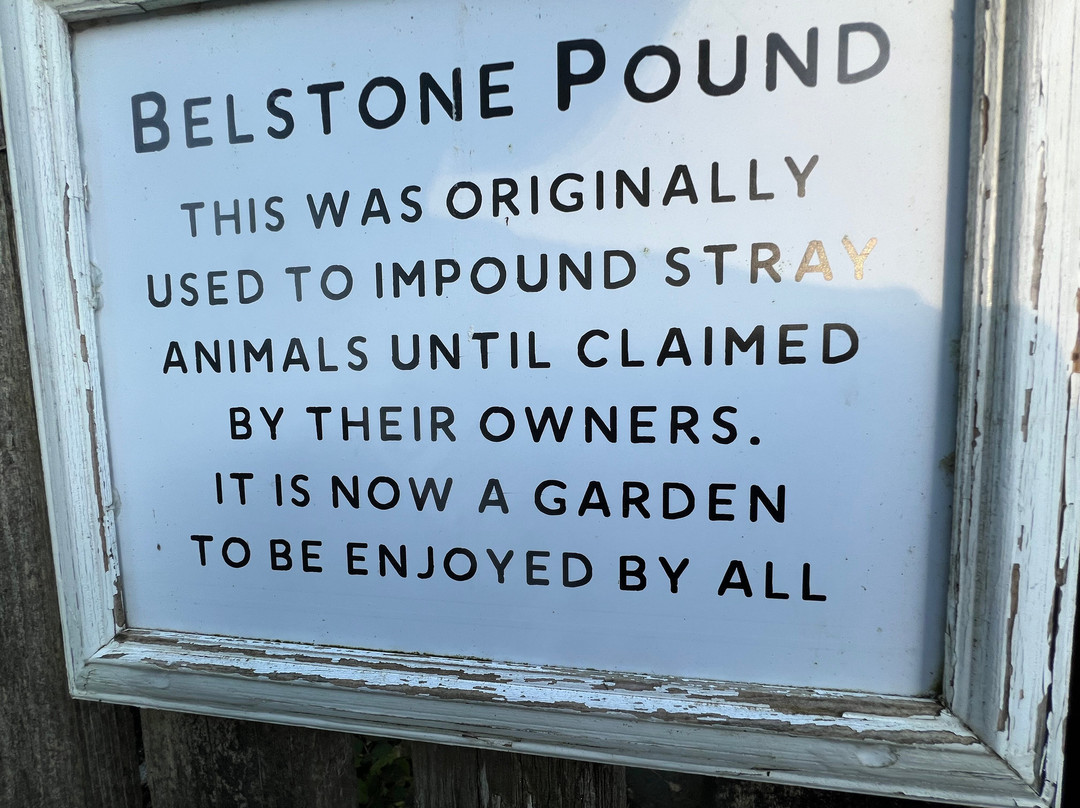 BELSTONE POUND
THIS WAS ORIGINALLY
USED TO IMPOUND STRAY
ANIMALS UNTIL CLAIMED
BY THEIR OWNERS.
IT IS NOW A GARDEN
TO BE ENJOYED BY ALL